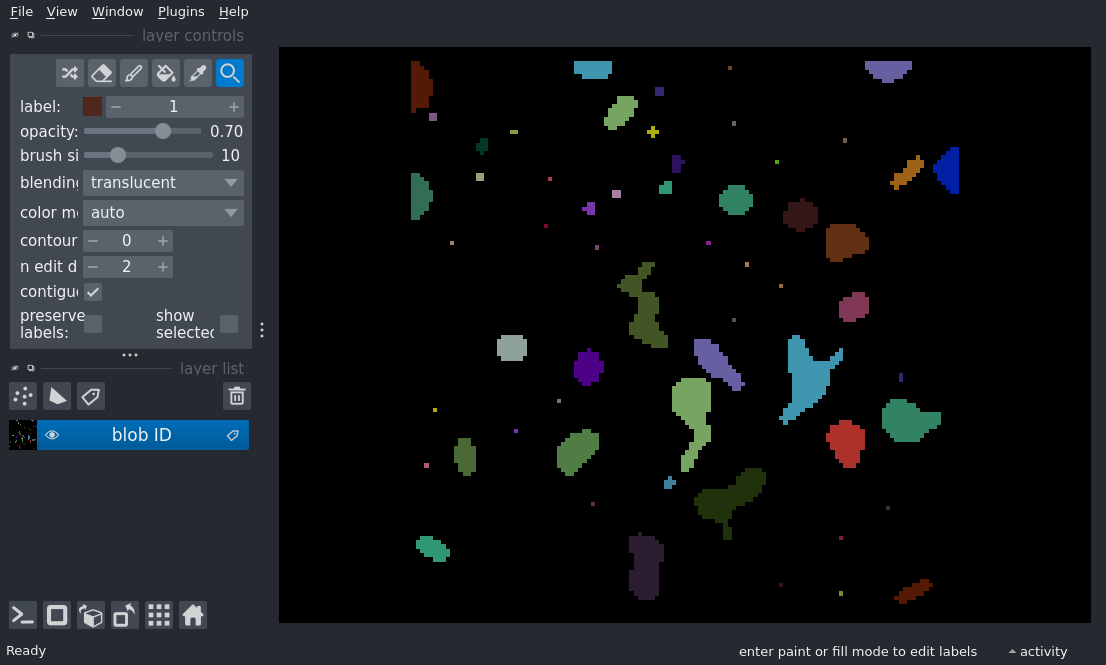 File View Window Plugins Help
layer controls
label: 1
opacity: 0.70
brush si 10
blending translucent
color m auto
contour 0
n edit d 2
contigu
preserve labels:
show selected
layer list
blob ID
Ready
enter paint or fill mode to edit labels
activity